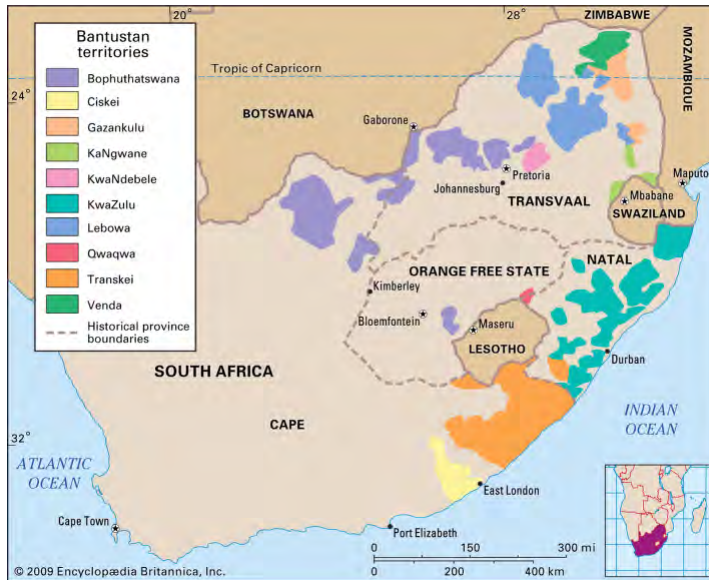 20°
28°
ZIMBABWE
Bantustan
territories
Bophuthatswana
Ciskei
Gazankulu
KaNgwane
KwaNdebele
KwaZulu
Lebowa
Qwaqwa
Transkei
Venda
Historical province
boundaries
Tropic of Capricorn
24°
MOZAMBIQUE
BOTSWANA
Gaborone
Pretoria
Johannesburg
Maputo
Mbabane
TRANSVAAL
SWAZILAND
NATAL
ORANGE FREE STATE
Kimberley
Bloemfontein
Maseru
LESOTHO
Durban
SOUTH AFRICA
CAPE
INDIAN
OCEAN
32°
ATLANTIC
OCEAN
East London
Cape Town
Port Elizabeth
0 150 300 mi
0 200 400 km
© 2009 Encyclopædia Britannica, Inc.